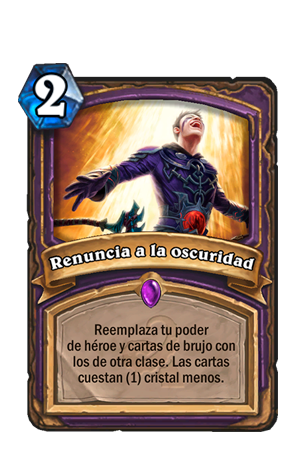 2
Renuncia a la oscuridad
Reemplaza tu poder
de héroe y cartas de brujo con
los de otra clase. Las cartas
cuestan (1) cristal menos.